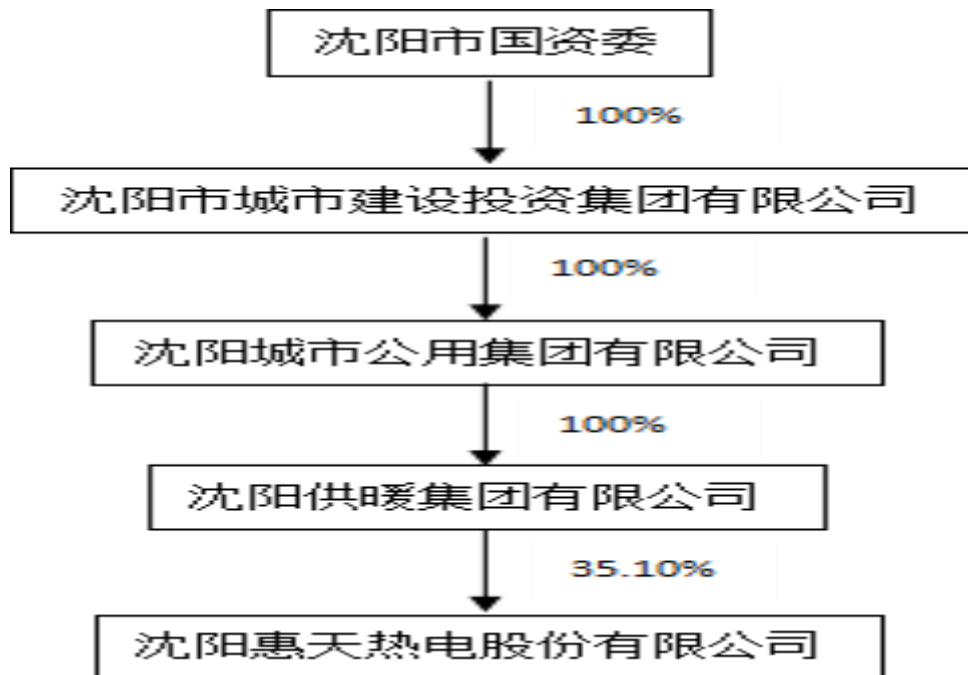 沈阳市国资委
100%
沈阳市城市建设投资集团有限公司
100%
沈阳城市公用集团有限公司
100%
沈阳供暖集团有限公司
35.10%
沈阳惠天热电股份有限公司